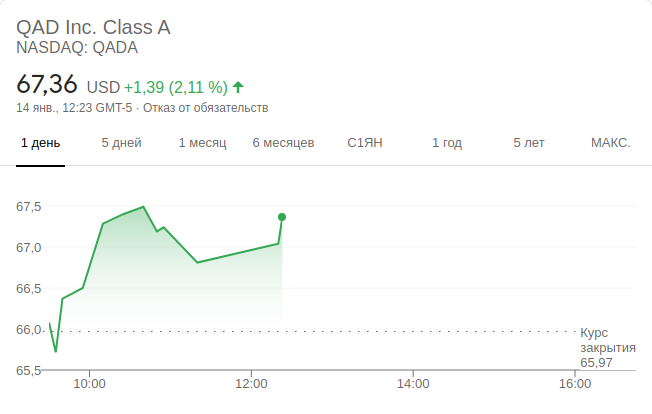 QAD Inc. Class A
NASDAQ: QADA
67,36 USD +1,39 (2,11 %)
14 янв., 12:23 GMT-5 · Отказ от обязательств
1 день 5 дней 1 месяц 6 месяцев С1ЯН 1 год 5 лет МАКС.
67,5
67,0
66,5
66,0
Курс
закрытия
65,97
65,5
10:00 12:00 14:00 16:00